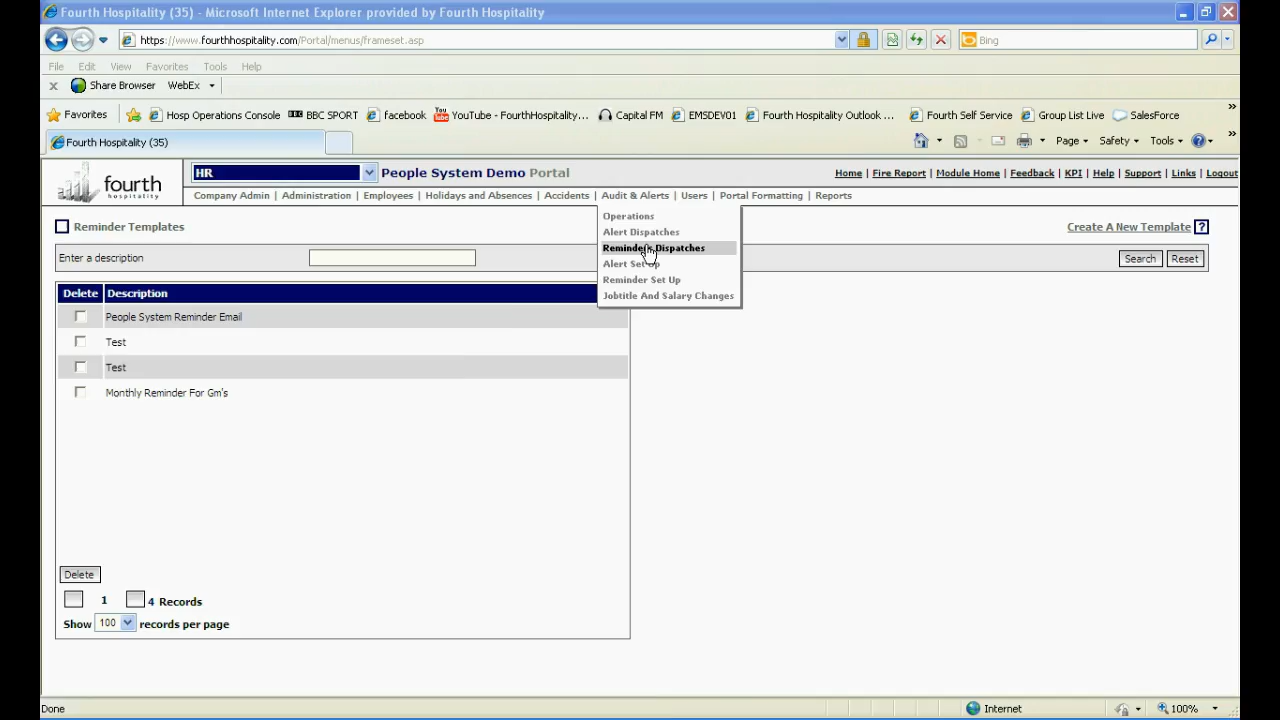 Fourth Hospitality (35) - Microsoft Internet Explorer provided by Fourth Hospitality
https://www.fourthhospitality.com/Portal/menus/frameset.asp
Bing
File Edit View Favorites Tools Help
x Share Browser WebEx
Favorites Hosp Operations Console BBC SPORT facebook YouTube - FourthHospitality,... Capital FM EMSDEV01 Fourth Hospitality Outlook ... Fourth Self Service Group List Live SalesForce
Fourth Hospitality (35) Page Safety Tools
fourth
hospitality
HR People System Demo Portal Home | Fire Report | Module Home | Feedback | KPI | Help | Support | Links | Logout
Company Admin | Administration | Employees | Holidays and Absences | Accidents | Audit & Alerts | Users | Portal Formatting | Reports
Operations
Alert Dispatches
Reminders Dispatches
Alert Set Up
Reminder Set Up
Jobtitle And Salary Changes
Reminder Templates Create A New Template ?
Enter a description Search Reset
Delete Description
People System Reminder Email
Test
Test
Monthly Reminder For Gm's
Delete
1 4 Records
Show 100 records per page
Done Internet 100%